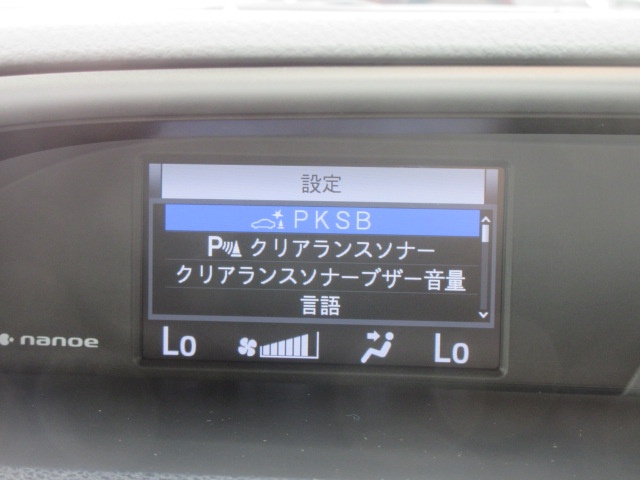 設定
PKSB
P クリアランスソナー
クリアランスソナーブザー音量
言語
nanoe
Lo Lo